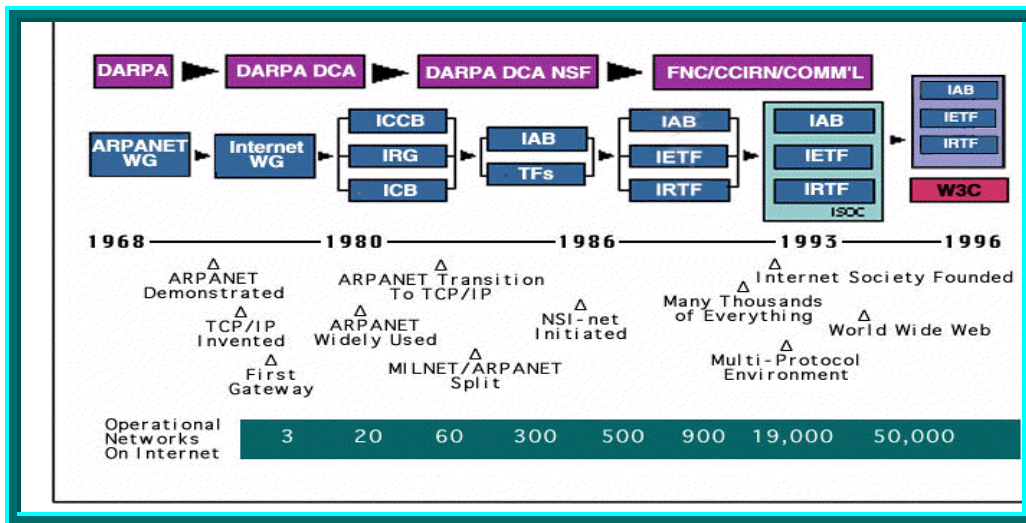 DARPA
DARPA DCA
DARPA DCA NSF
FNC/CCIRN/COMM'L
ARPANET
WG
Internet
WG
ICCB
IRG
ICB
IAB
TFs
IAB
IETF
IRTF
IAB
IETF
IRTF
ISOC
IAB
IETF
IRTF
W3C
1968
1980
1986
1993
1996
ARPANET
Demonstrated
TCP/IP
Invented
First
Gateway
ARPANET Transition
To TCP/IP
ARPANET
Widely Used
MILNET/ARPANET
Split
NSI-net
Initiated
Internet Society Founded
Many Thousands
of Everything
World Wide Web
Multi-Protocol
Environment
Operational
Networks
On Internet
3 20 60 300 500 900 19,000 50,000